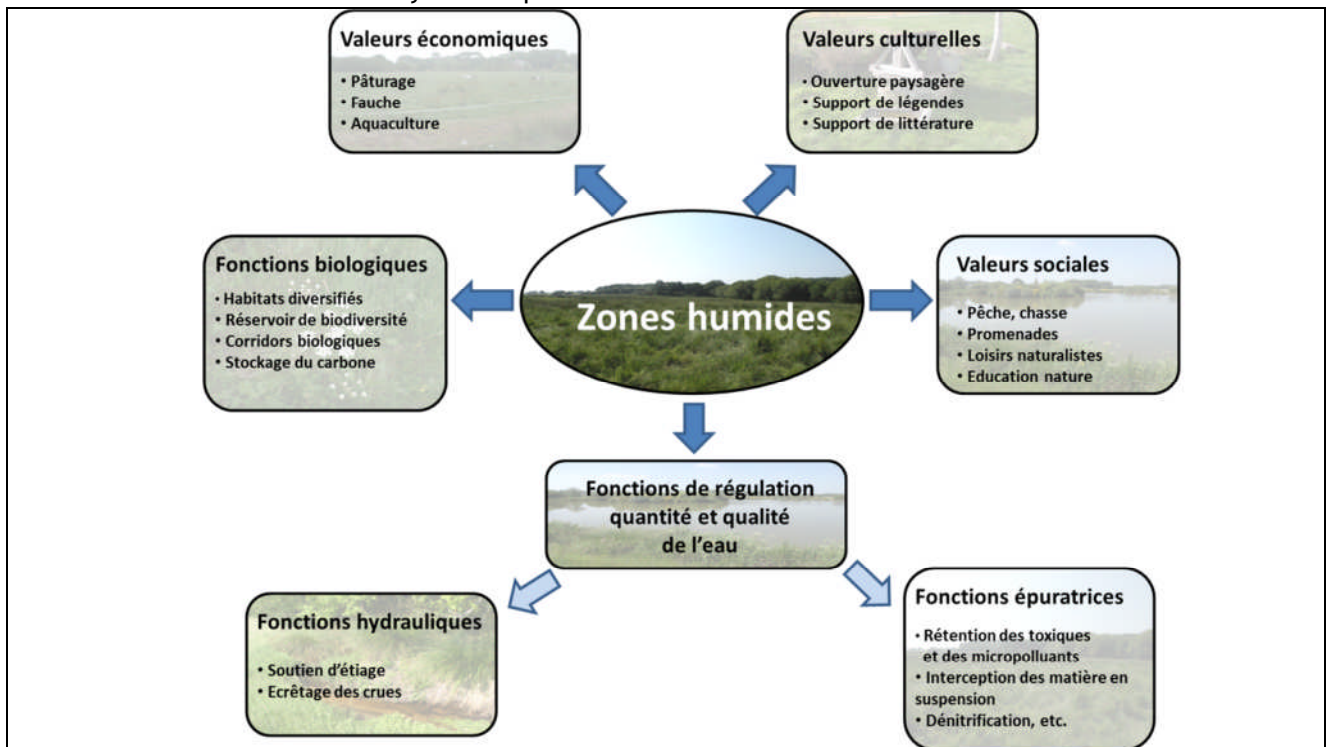 Valeurs économiques
• Pâturage
• Fauche
• Aquaculture
Valeurs culturelles
• Ouverture paysagère
• Support de légendes
• Support de littérature
Fonctions biologiques
• Habitats diversifiés
• Réservoir de biodiversité
• Corridors biologiques
• Stockage du carbone
Zones humides
Valeurs sociales
• Pêche, chasse
• Promenades
• Loisirs naturalistes
• Education nature
Fonctions de régulation
quantité et qualité
de l'eau
Fonctions hydrauliques
• Soutien d'étiage
• Ecrêtage des crues
Fonctions épuratrices
• Rétention des toxiques
et des micropolluants
• Interception des matière en
suspension
• Dénitrification, etc.